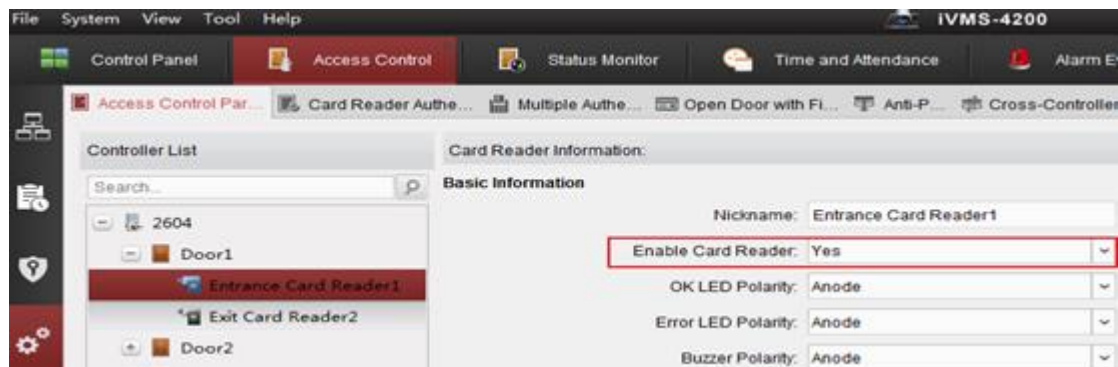 File System View Tool Help iVMS-4200
Control Panel Access Control Status Monitor Time and Attendance Alarm E
Access Control Par... Card Reader Authe... Multiple Authe... Open Door with Fi... Anti-P... Cross-Controller
Controller List
Card Reader Information:
Search...
Basic Information
2604
Door1
Entrance Card Reader1
Exit Card Reader2
Door2
Nickname: Entrance Card Reader1
Enable Card Reader: Yes
OK LED Polarity: Anode
Error LED Polarity: Anode
Buzzer Polarity: Anode